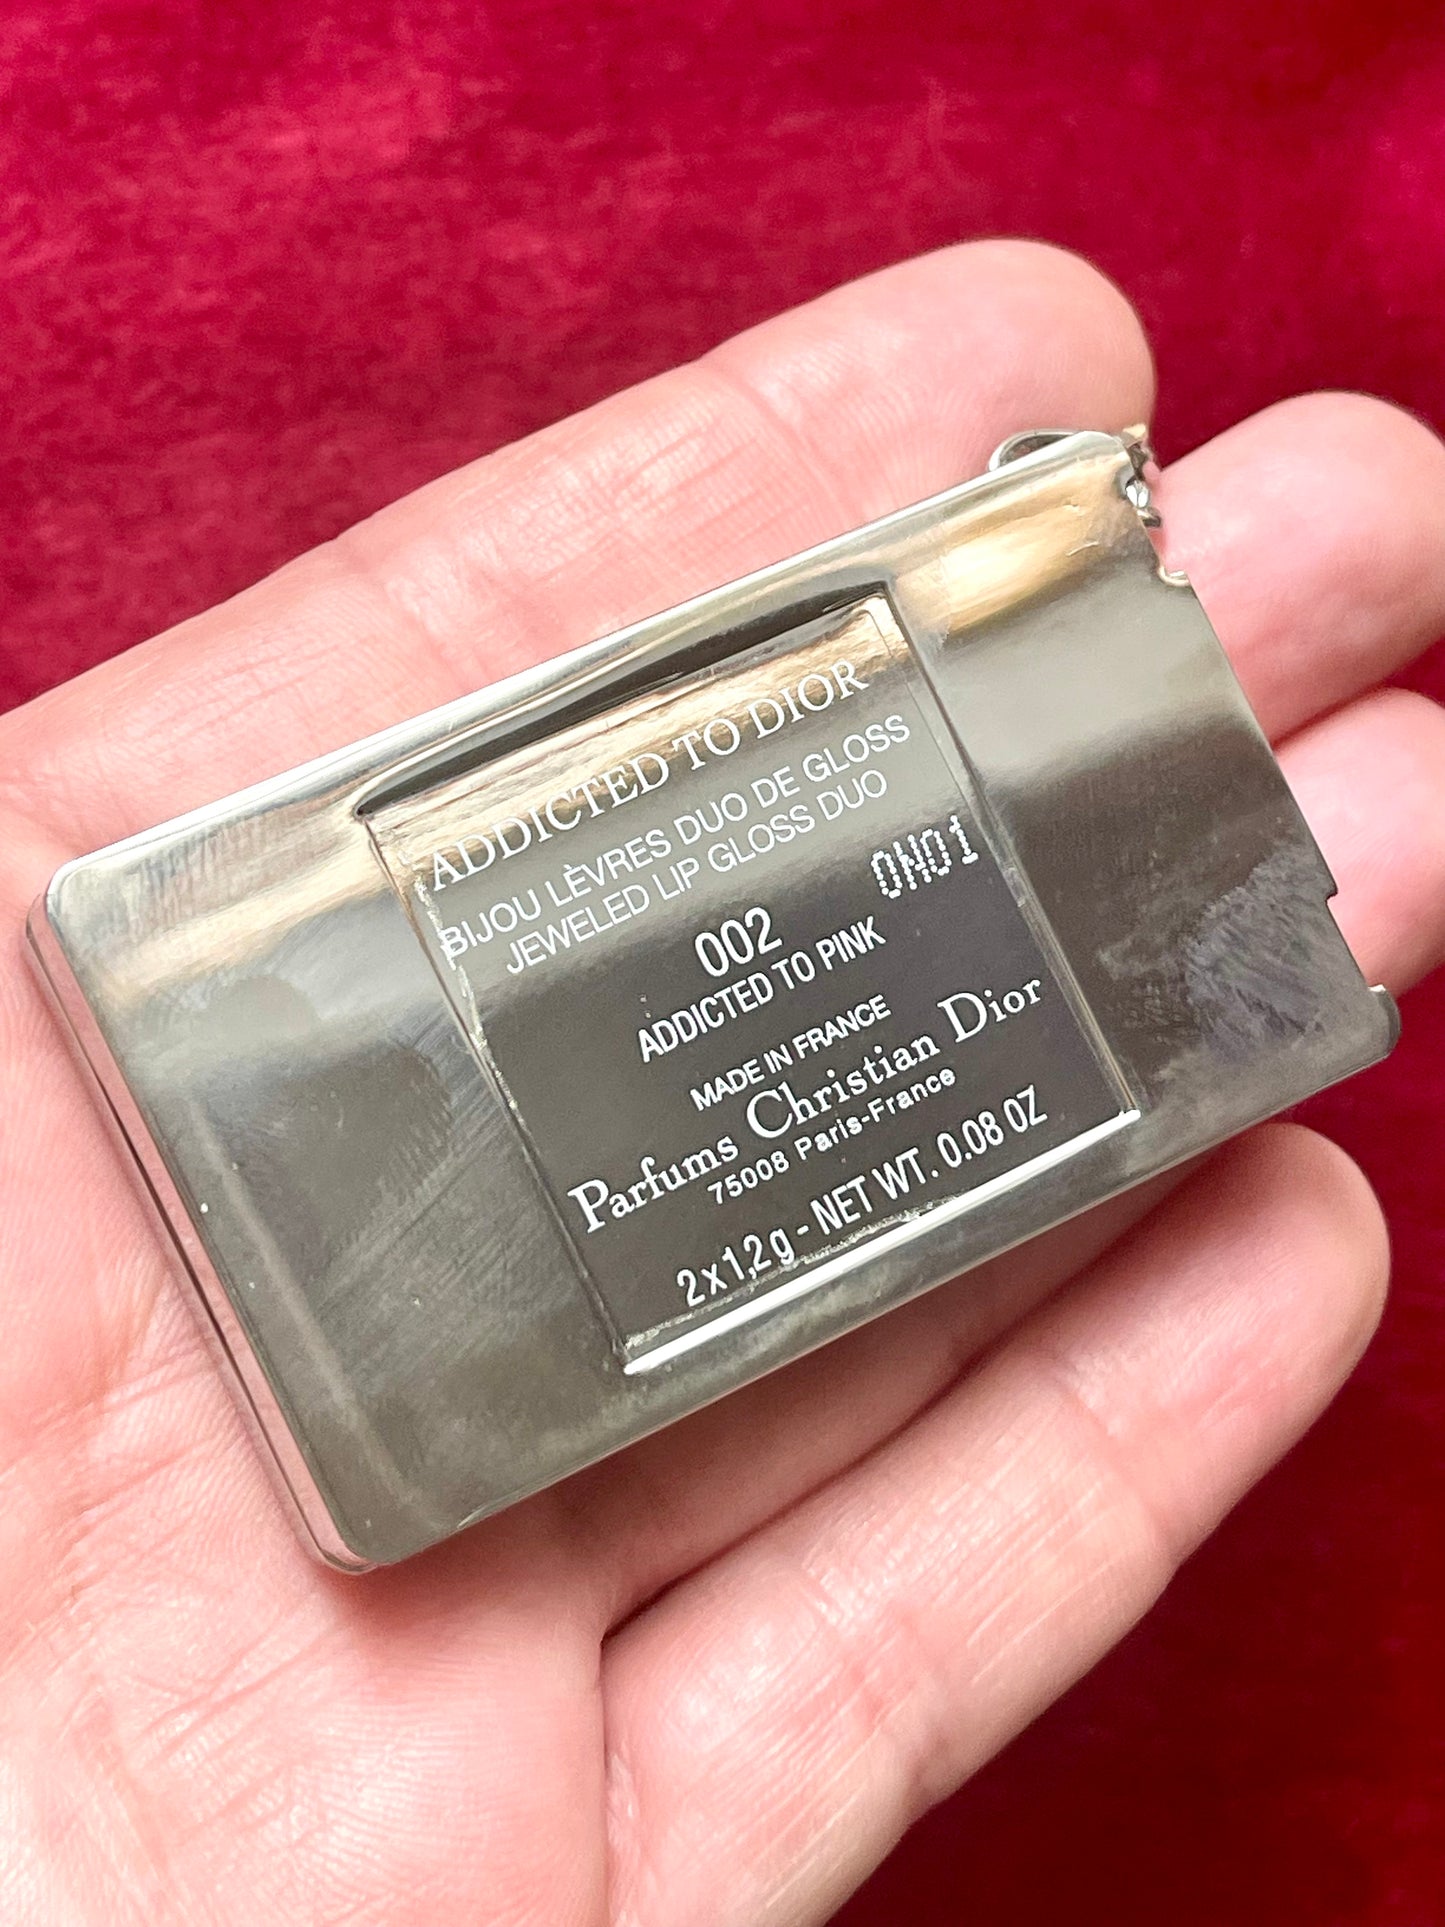 ADDICTED TO DIOR
BIJOU LÈVRES DUO DE GLOSS
JEWELED LIP GLOSS DUO
0N01
002
ADDICTED TO PINK
MADE IN FRANCE
Parfums Christian Dior
75008 Paris-France
2x1,2g - NET WT. 0.08 OZ